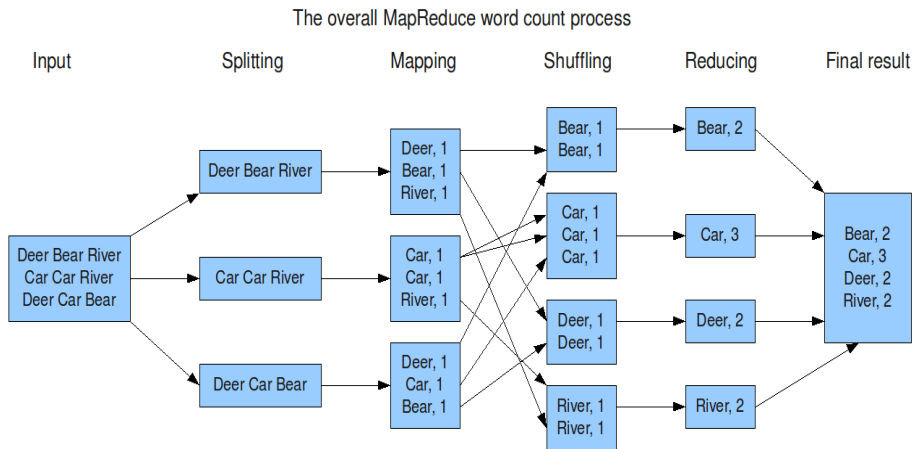 The overall MapReduce word count process
Input
Splitting
Mapping
Shuffling
Reducing
Final result
Deer Bear River
Car Car River
Deer Car Bear
Deer Bear River
Car Car River
Deer Car Bear
Deer, 1
Bear, 1
River, 1
Car, 1
Car, 1
River, 1
Deer, 1
Car, 1
Bear, 1
Bear, 1
Bear, 1
Car, 1
Car, 1
Car, 1
Deer, 1
Deer, 1
River, 1
River, 1
Bear, 2
Car, 3
Deer, 2
River, 2
Bear, 2
Car, 3
Deer, 2
River, 2